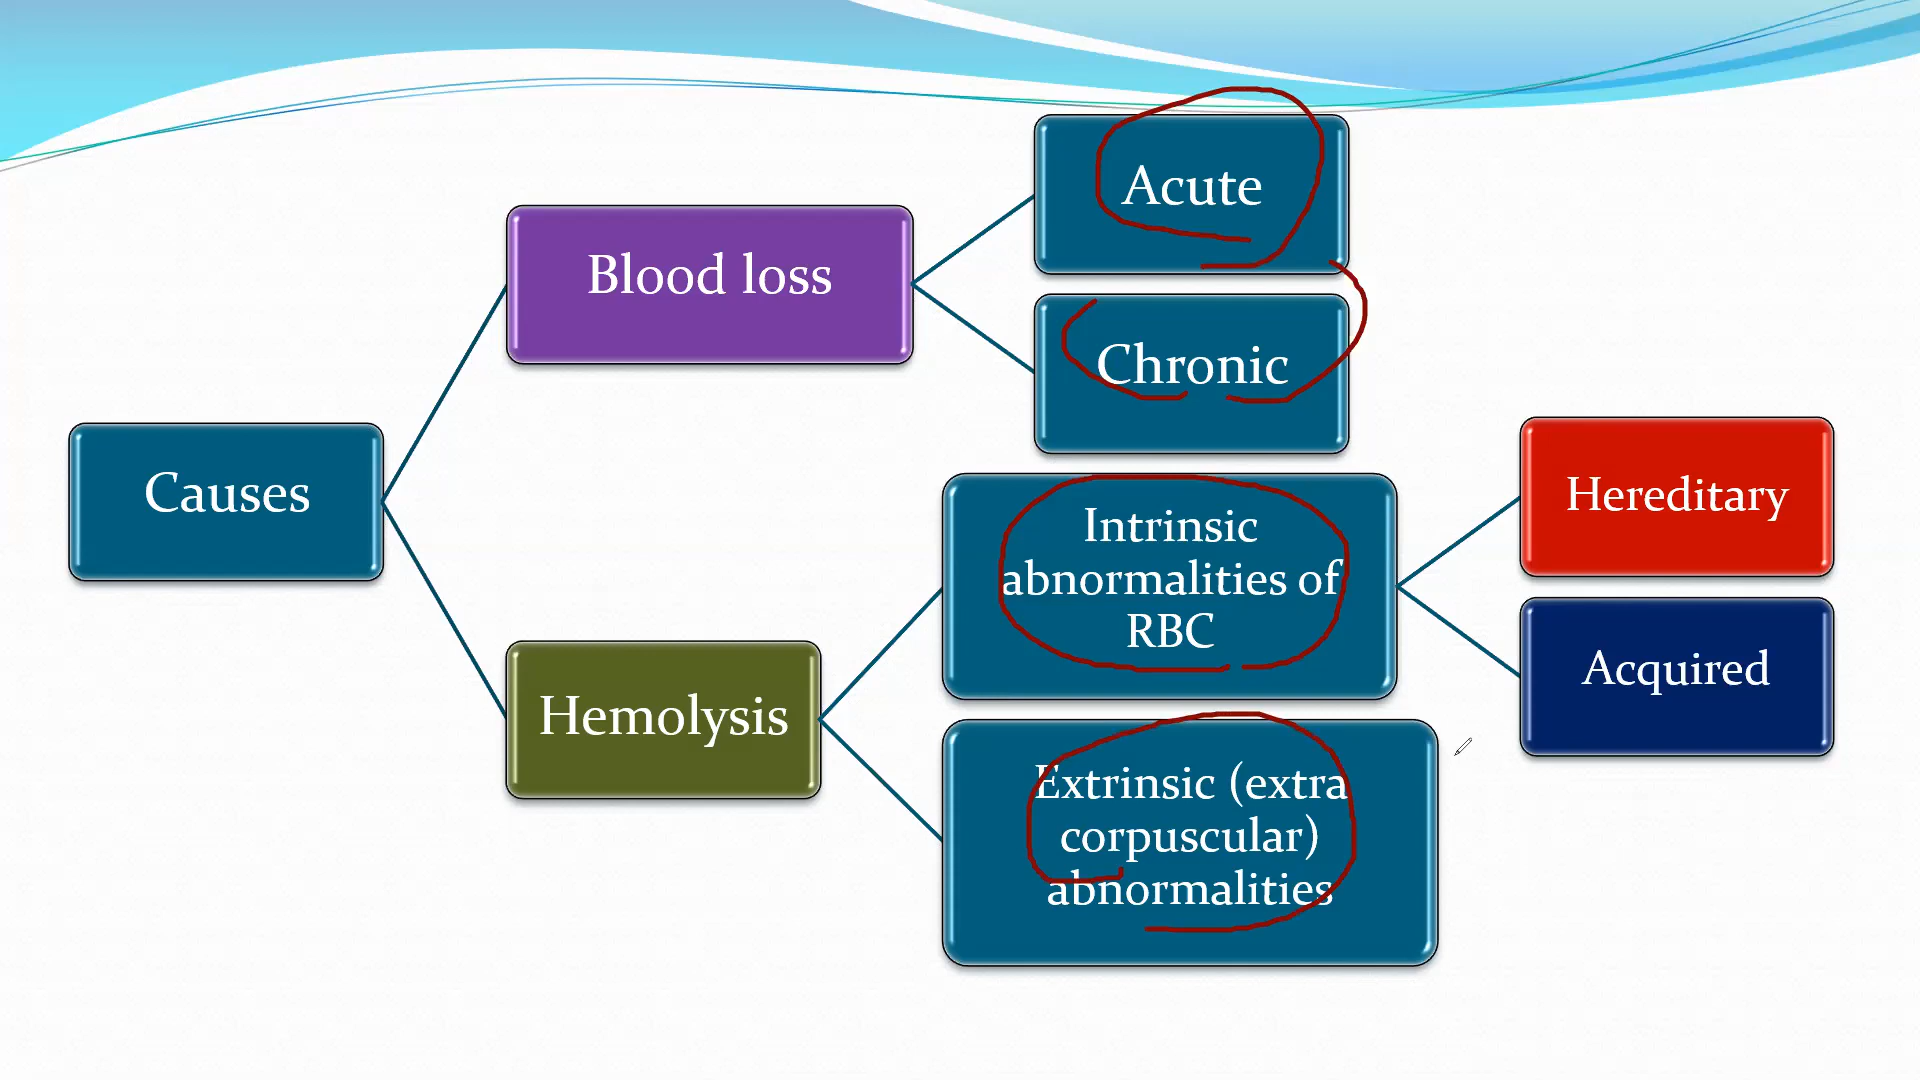 Causes
Blood loss
Acute
Chronic
Hemolysis
Intrinsic
abnormalities of
RBC
Hereditary
Acquired
Extrinsic (extra
corpuscular)
abnormalities